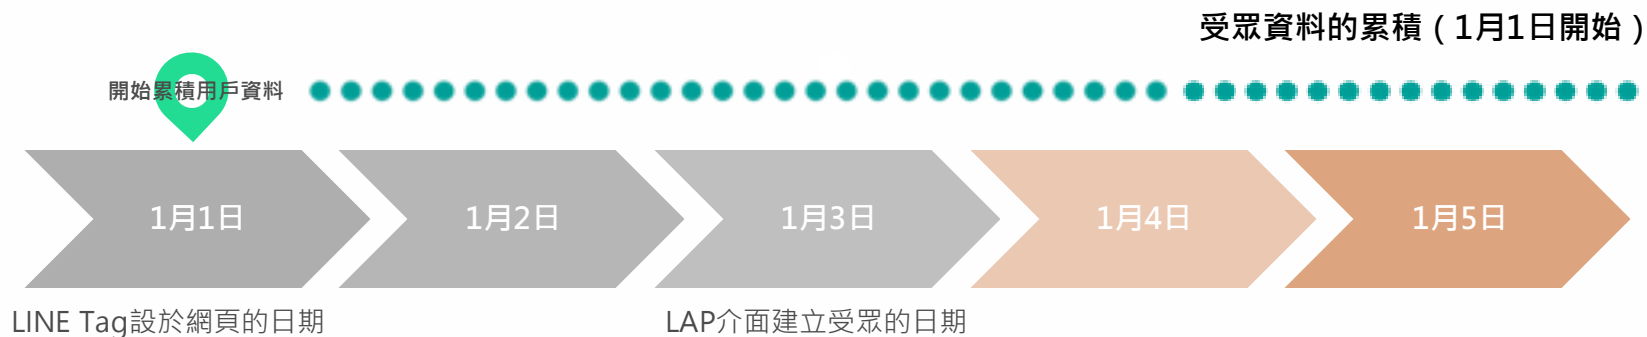 受眾資料的累積（1月1日開始）
開始累積用戶資料
1月1日
1月2日
1月3日
1月4日
1月5日
LINE Tag設於網頁的日期
LAP介面建立受眾的日期